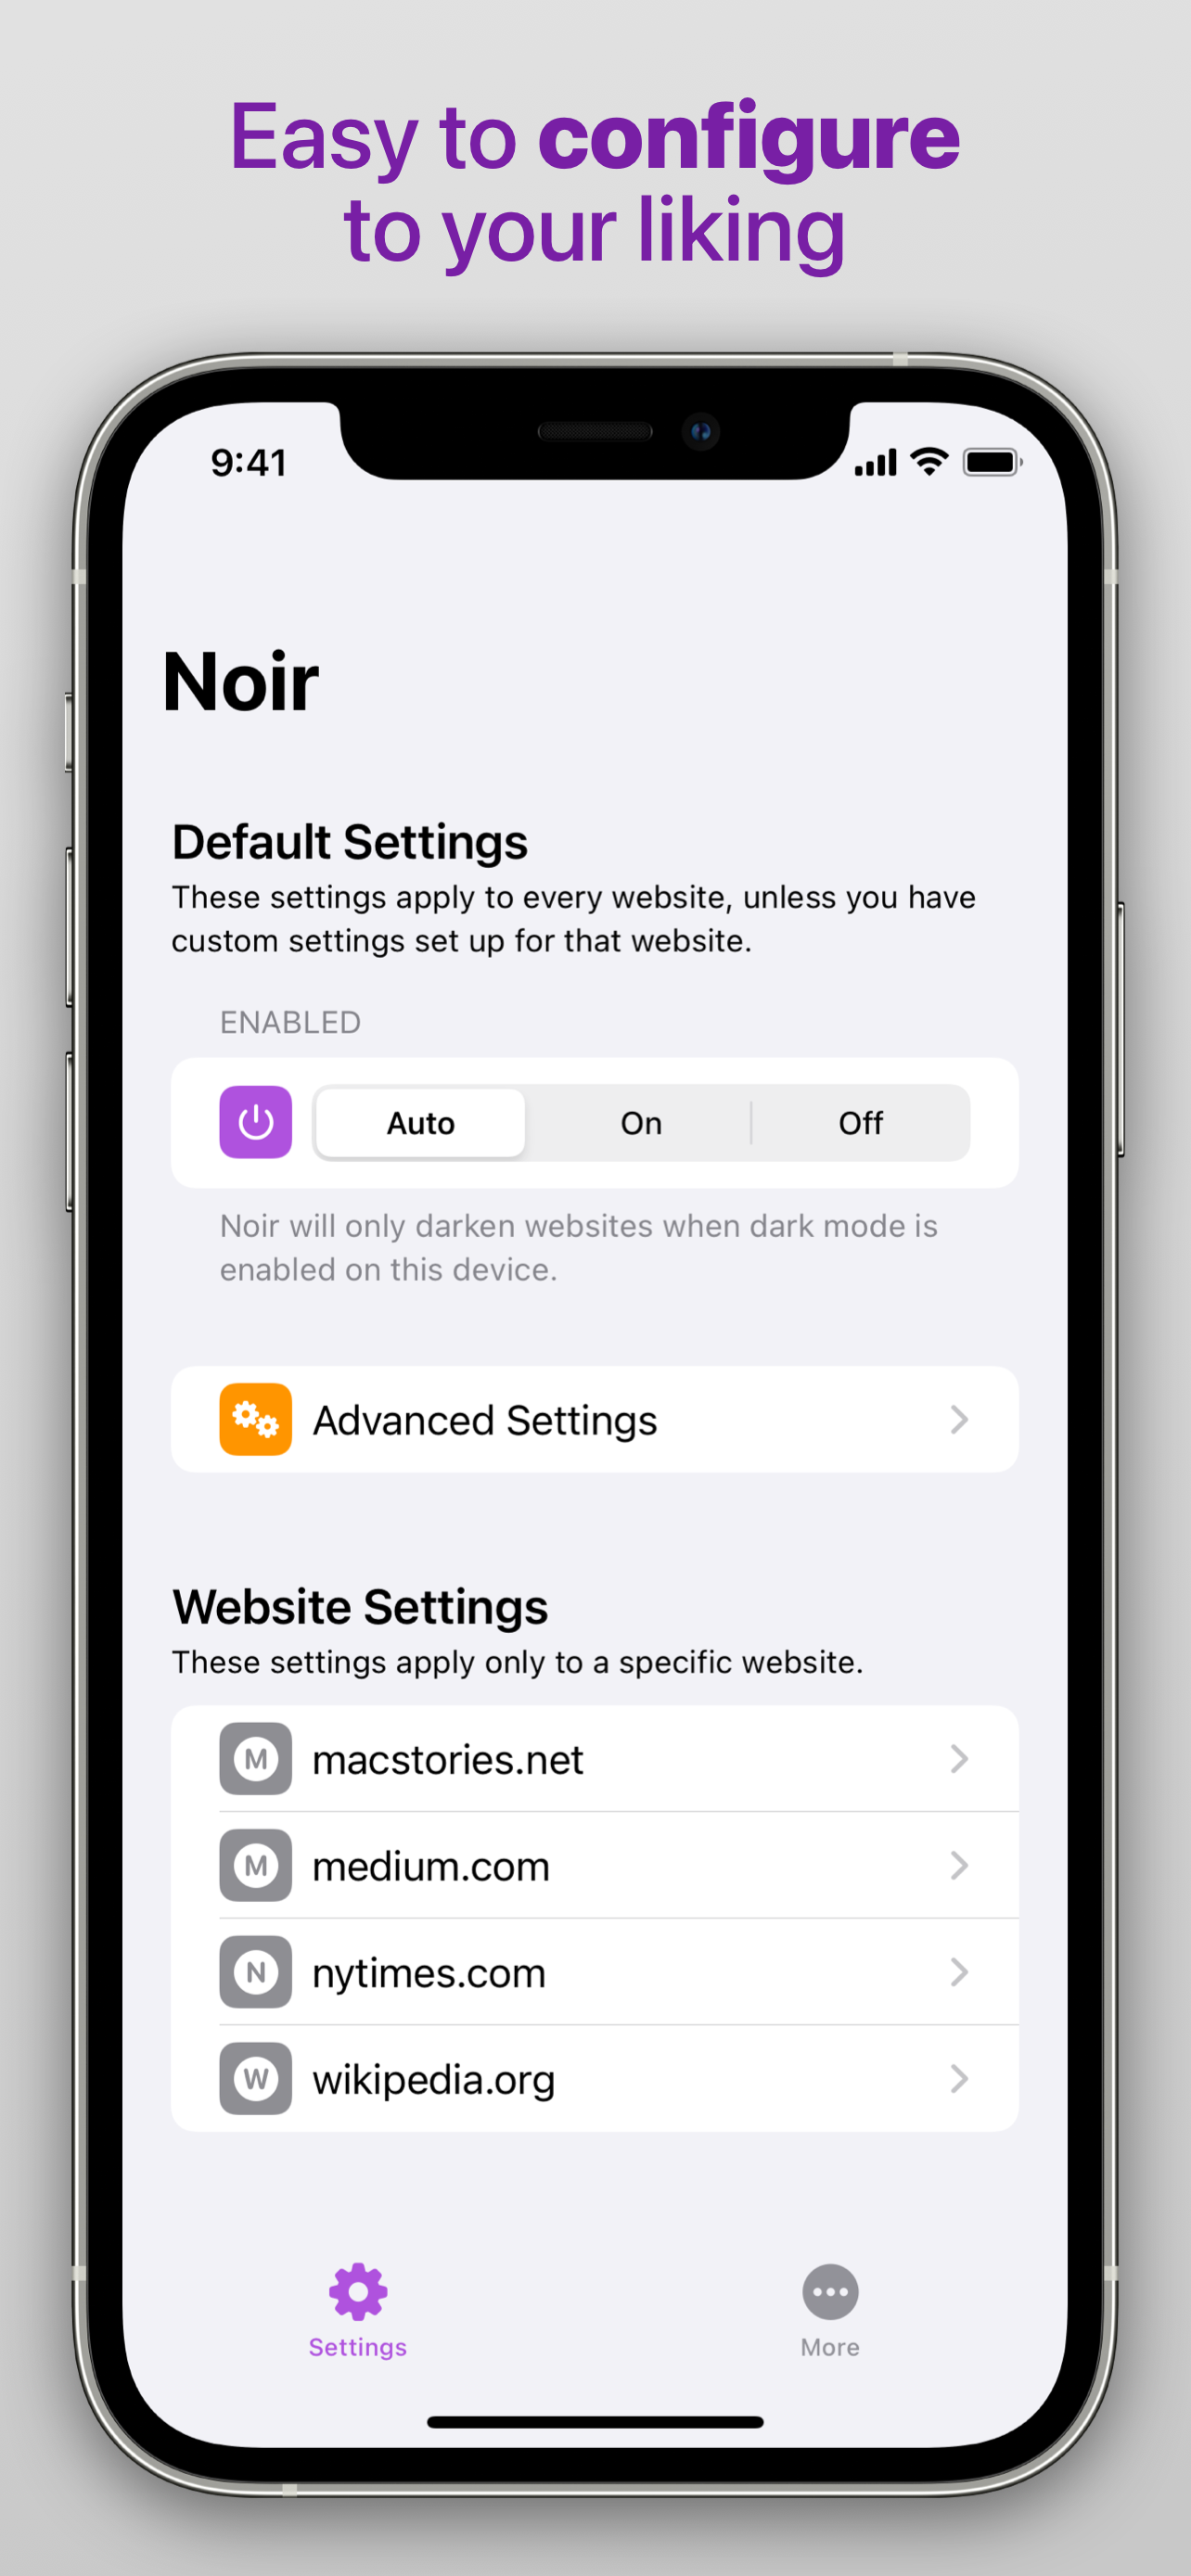 Easy to configure
to your liking
9:41
Noir
Default Settings
These settings apply to every website, unless you have
custom settings set up for that website.
ENABLED
Auto On Off
Noir will only darken websites when dark mode is
enabled on this device.
Advanced Settings
Website Settings
These settings apply only to a specific website.
M macstories.net
M medium.com
N nytimes.com
W wikipedia.org
Settings More